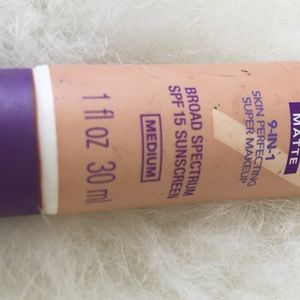 MATTE
9-IN-1
SKIN PERFECTING
SUPER MAKEUP
BROAD SPECTRUM
SPF 15 SUNSCREEN
MEDIUM
1 fl oz 30 ml